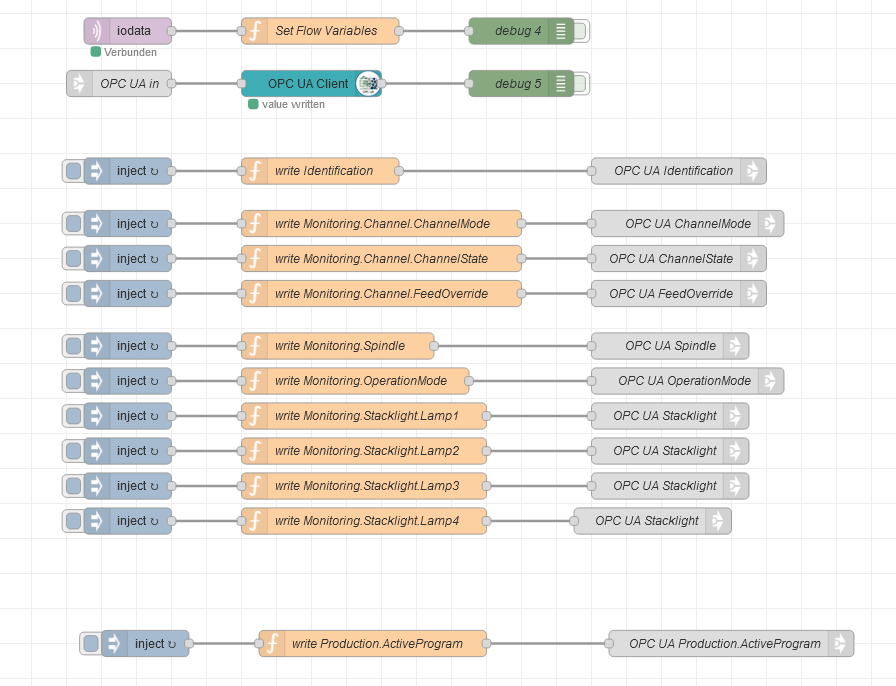 iodata Set Flow Variables debug 4
Verbunden
OPC UA in OPC UA Client debug 5
value written
inject ↻ write Identification OPC UA Identification
inject ↻ write Monitoring.Channel.ChannelMode OPC UA ChannelMode
inject ↻ write Monitoring.Channel.ChannelState OPC UA ChannelState
inject ↻ write Monitoring.Channel.FeedOverride OPC UA FeedOverride
inject ↻ write Monitoring.Spindle OPC UA Spindle
inject ↻ write Monitoring.OperationMode OPC UA OperationMode
inject ↻ write Monitoring.Stacklight.Lamp1 OPC UA Stacklight
inject ↻ write Monitoring.Stacklight.Lamp2 OPC UA Stacklight
inject ↻ write Monitoring.Stacklight.Lamp3 OPC UA Stacklight
inject ↻ write Monitoring.Stacklight.Lamp4 OPC UA Stacklight
inject ↻ write Production.ActiveProgram OPC UA Production.ActiveProgram